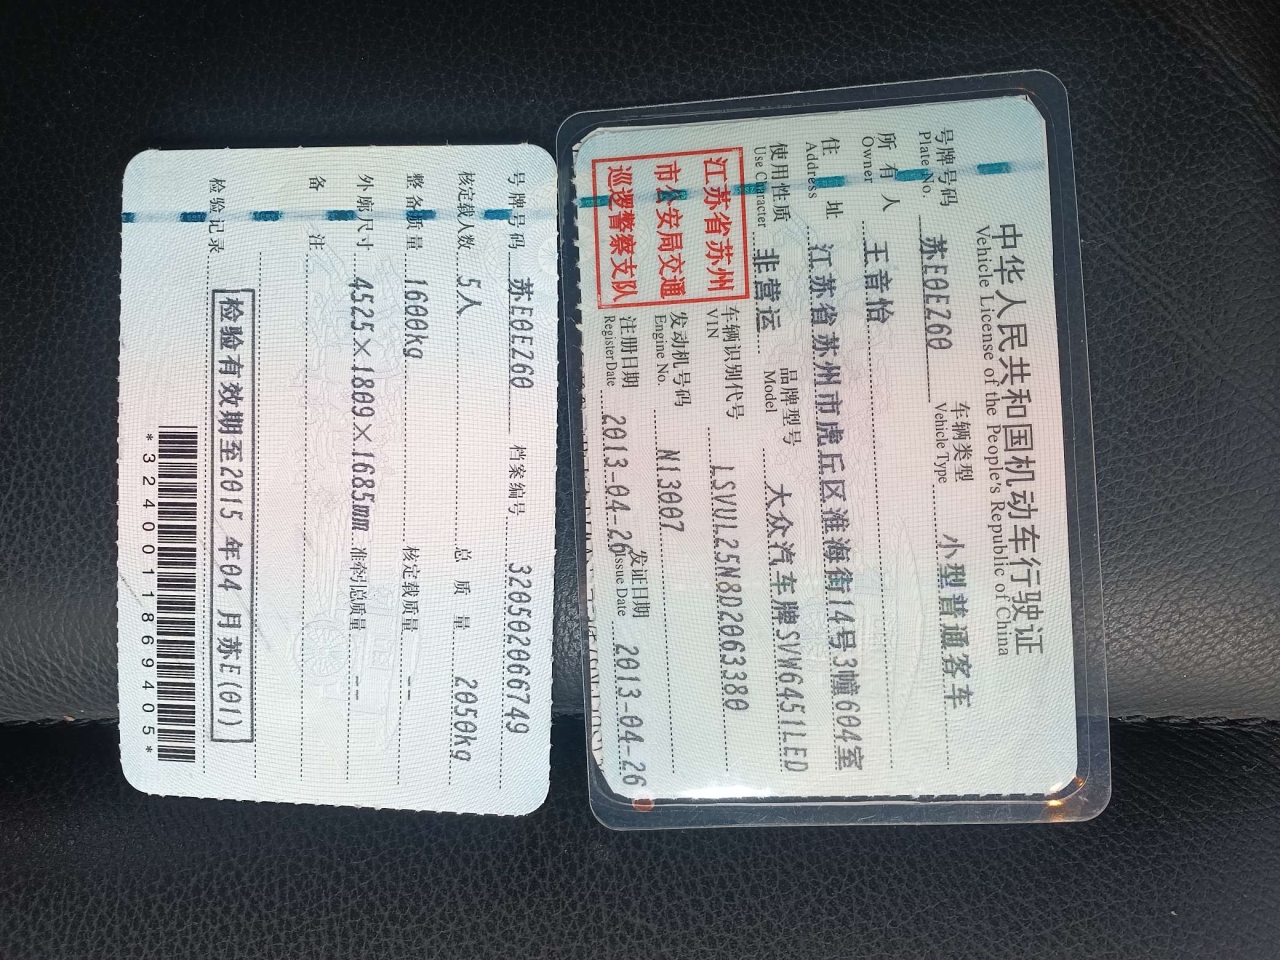 中华人民共和国机动车行驶证
Vehicle License of the People's Republic of China
号牌号码 苏E0EZ60 车辆类型 小型普通客车
Plate No. Vehicle Type
所有人 王音怡
Owner
住址 江苏省苏州市虎丘区淮海街14号3幢604室
Address
使用性质 非营运 品牌型号 大众汽车牌SVW6451LED
Use Character Model
江苏省苏州
市公安局交通
巡逻警察支队
车辆识别代号 LSVUL25N8D2063380
VIN
发动机号码 N13007
Engine No.
注册日期 2013-04-26 发证日期 2013-04-26
Register Date Issue Date
号牌号码 苏E0EZ60 档案编号 320502066749
核定载人数 5人 总质量 2050kg
整备质量 1600kg 核定载质量 --
外廓尺寸 4525×1809×1685mm 准牵引总质量 --
备注
检验记录 检验有效期至2015年04月苏E(01)
*3240011869405*